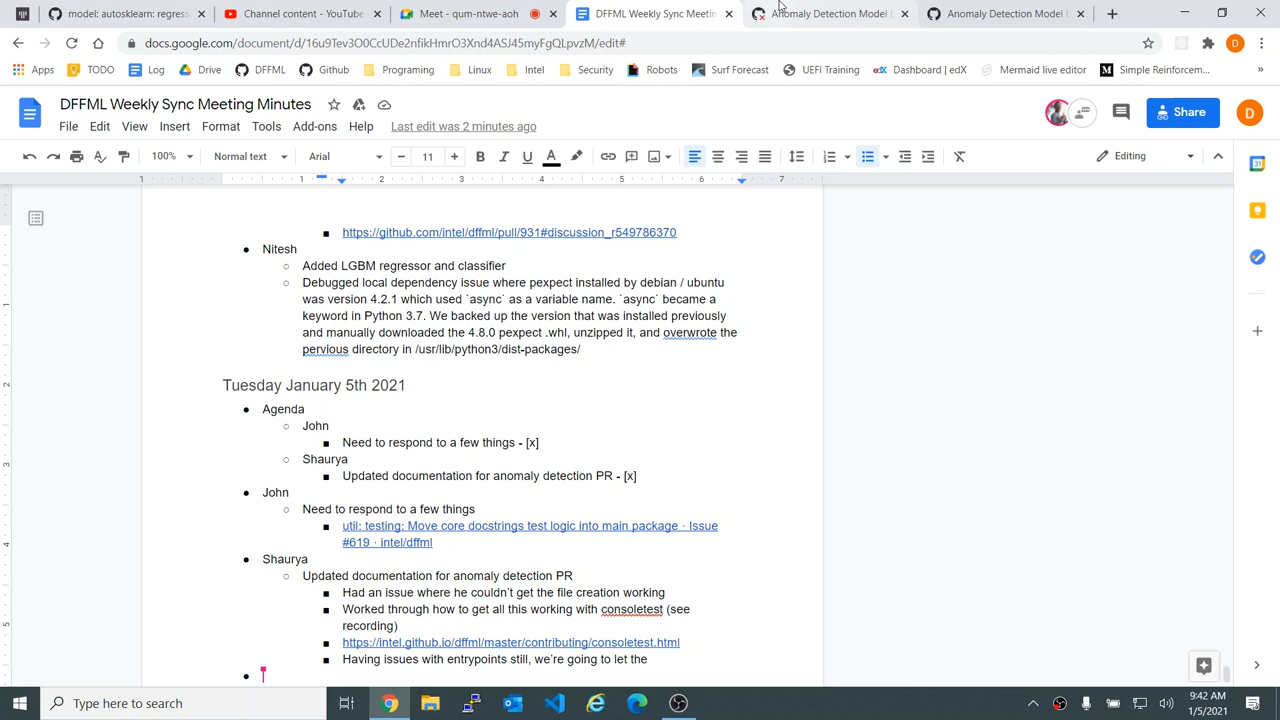 model: autosklearn: regress
Channel content - YouTube
Meet - qum-ntwe-aoh
DFFML Weekly Sync Meetin
Anomaly Detection Model b
Anomaly Detection Model b
docs.google.com/document/d/16u9Tev3O0CcUDe2nfikHmrO3Xnd4ASJ45myFgQLpvzM/edit#
Apps
TODO
Log
Drive
DFFML
Github
Programing
Linux
Intel
Security
Robots
Surf Forecast
UEFI Training
Dashboard | edX
Mermaid live editor
Simple Reinforcem...
DFFML Weekly Sync Meeting Minutes
File Edit View Insert Format Tools Add-ons Help Last edit was 2 minutes ago
Share
D
100% Normal text Arial 11 Editing
1 1 2 3 4 5 6 7
https://github.com/intel/dffml/pull/931#discussion_r549786370
Nitesh
Added LGBM regressor and classifier
Debugged local dependency issue where pexpect installed by debian / ubuntu
was version 4.2.1 which used `async` as a variable name. `async` became a
keyword in Python 3.7. We backed up the version that was installed previously
and manually downloaded the 4.8.0 pexpect .whl, unzipped it, and overwrote the
pervious directory in /usr/lib/python3/dist-packages/
Tuesday January 5th 2021
Agenda
John
Need to respond to a few things - [x]
Shaurya
Updated documentation for anomaly detection PR - [x]
John
Need to respond to a few things
util: testing: Move core docstrings test logic into main package · Issue
#619 · intel/dffml
Shaurya
Updated documentation for anomaly detection PR
Had an issue where he couldn't get the file creation working
Worked through how to get all this working with consoletest (see
recording)
https://intel.github.io/dffml/master/contributing/consoletest.html
Having issues with entrypoints still, we're going to let the
Type here to search
9:42 AM
1/5/2021